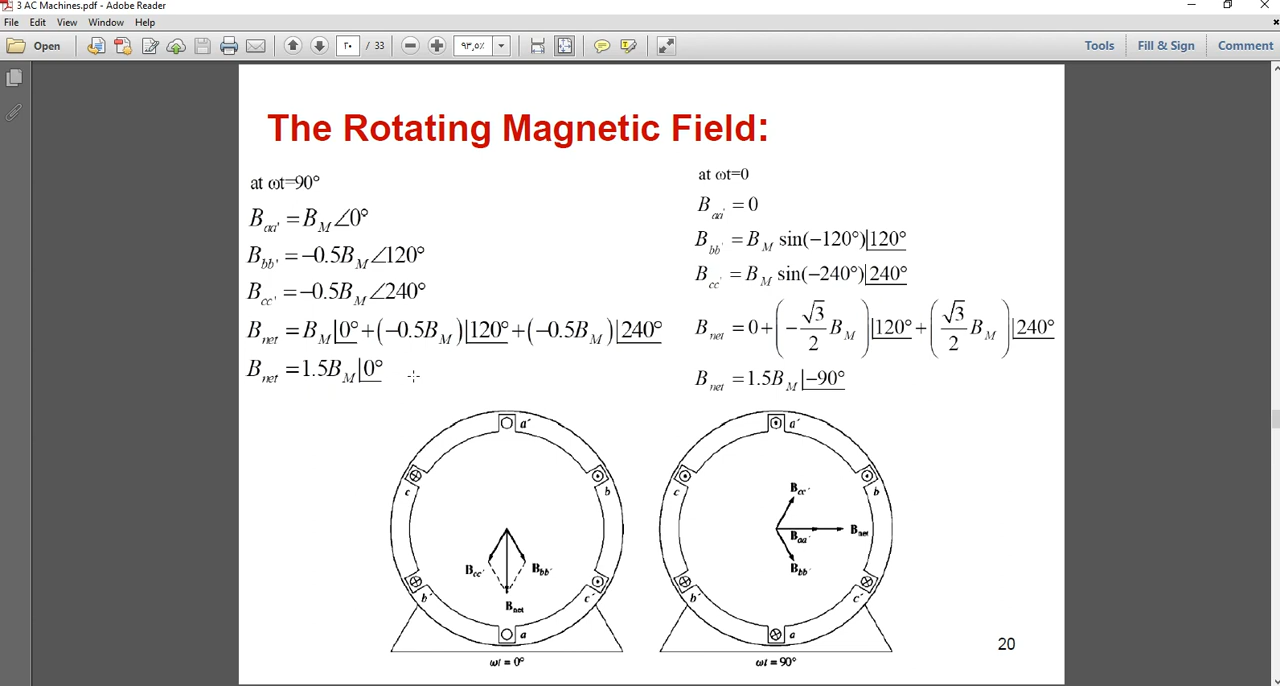 3 AC Machines.pdf - Adobe Reader
File Edit View Window Help
Open ٢٠ / 33 ٩٣,٥٪ Tools Fill & Sign Comment
The Rotating Magnetic Field:
at ωt=90°
B_aa' = B_M∠0°
B_bb' = −0.5B_M∠120°
B_cc' = −0.5B_M∠240°
B_net = B_M|0° + (−0.5B_M)|120° + (−0.5B_M)|240°
B_net = 1.5B_M|0°
at ωt=0
B_aa' = 0
B_bb' = B_M sin(−120°)|120°
B_cc' = B_M sin(−240°)|240°
B_net = 0 + (−√3/2 B_M)|120° + (√3/2 B_M)|240°
B_net = 1.5B_M|−90°
a'
c
b
B_cc'
B_bb'
B_net
b'
c'
a
ωt = 0°
a'
c
b
B_cc'
B_net
B_aa'
B_bb'
b'
c'
a
ωt = 90°
20